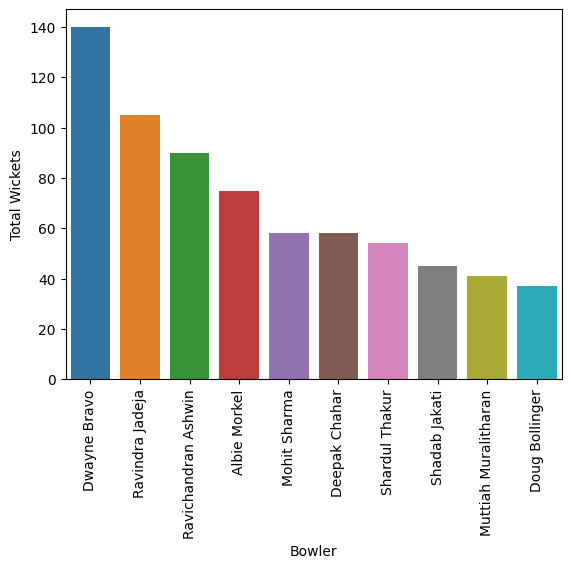 140
120
100
80
60
40
20
0
Total Wickets
Dwayne Bravo
Ravindra Jadeja
Ravichandran Ashwin
Albie Morkel
Mohit Sharma
Deepak Chahar
Shardul Thakur
Shadab Jakati
Muttiah Muralitharan
Doug Bollinger
Bowler